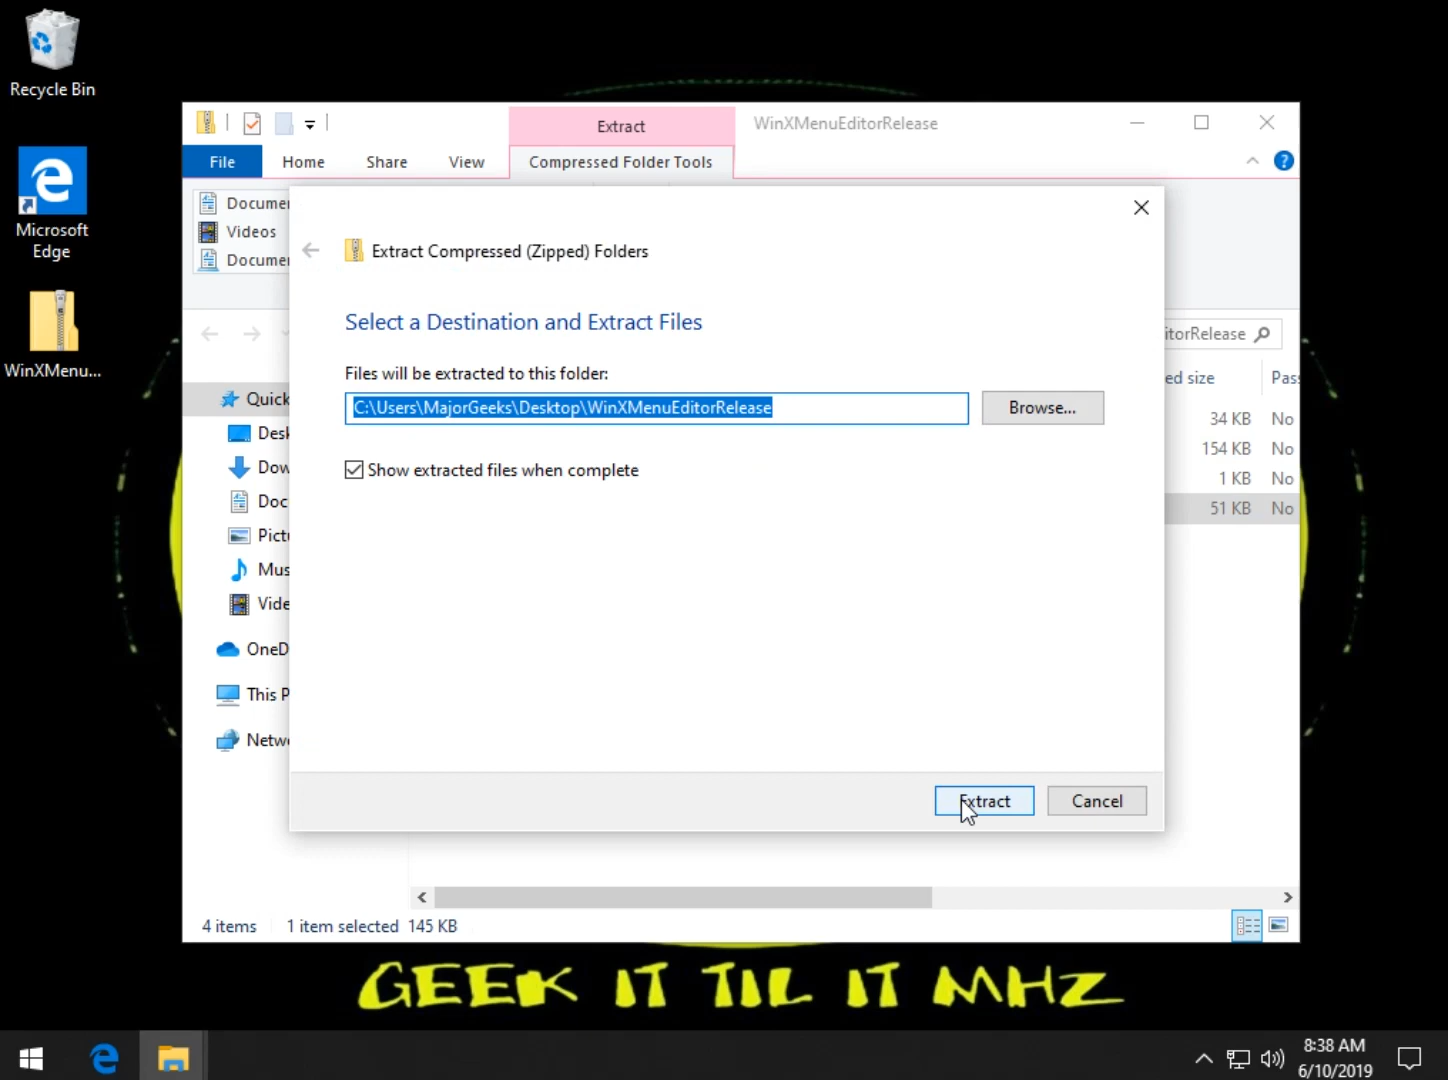 Recycle Bin
Microsoft
Edge
WinXMenu...
Extract
WinXMenuEditorRelease
File
Home
Share
View
Compressed Folder Tools
Videos
Extract Compressed (Zipped) Folders
Select a Destination and Extract Files
Files will be extracted to this folder:
C:\Users\MajorGeeks\Desktop\WinXMenuEditorRelease
Browse...
Show extracted files when complete
Extract
Cancel
Quick
ed size
34 KB No
154 KB No
1 KB No
51 KB No
4 items
1 item selected 145 KB
GEEK IT TIL IT MHZ
8:38 AM
6/10/2019